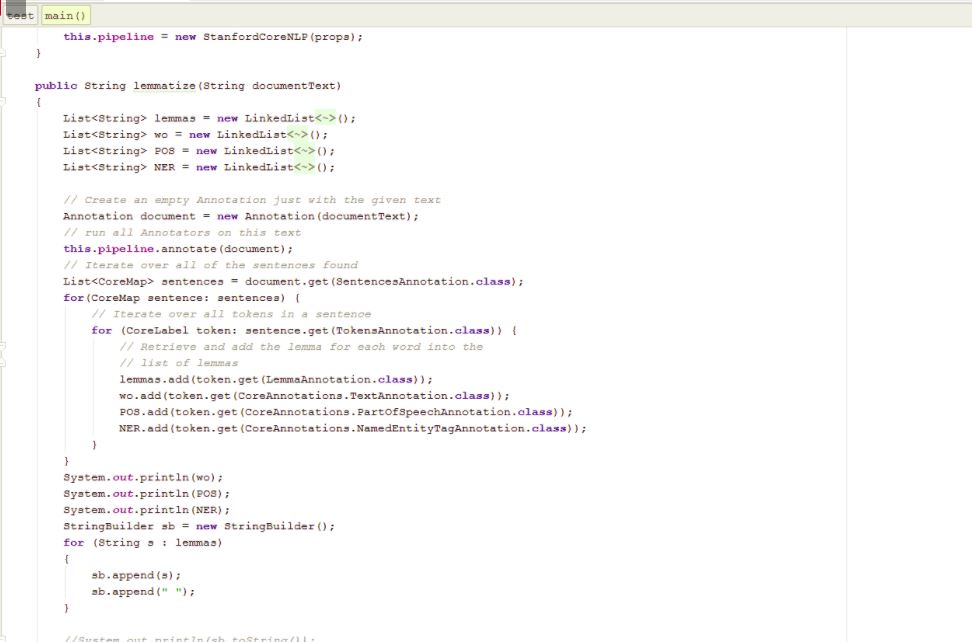 test main()
this.pipeline = new StanfordCoreNLP(props);
}
public String lemmatize(String documentText)
{
List<String> lemmas = new LinkedList<~>();
List<String> wo = new LinkedList<~>();
List<String> POS = new LinkedList<~>();
List<String> NER = new LinkedList<~>();
// Create an empty Annotation just with the given text
Annotation document = new Annotation(documentText);
// run all Annotators on this text
this.pipeline.annotate(document);
// Iterate over all of the sentences found
List<CoreMap> sentences = document.get(SentencesAnnotation.class);
for(CoreMap sentence: sentences) {
// Iterate over all tokens in a sentence
for (CoreLabel token: sentence.get(TokensAnnotation.class)) {
// Retrieve and add the lemma for each word into the
// list of lemmas
lemmas.add(token.get(LemmaAnnotation.class));
wo.add(token.get(CoreAnnotations.TextAnnotation.class));
POS.add(token.get(CoreAnnotations.PartOfSpeechAnnotation.class));
NER.add(token.get(CoreAnnotations.NamedEntityTagAnnotation.class));
}
}
System.out.println(wo);
System.out.println(POS);
System.out.println(NER);
StringBuilder sb = new StringBuilder();
for (String s : lemmas)
{
sb.append(s);
sb.append(" ");
}
//System.out.println(sb.toString());